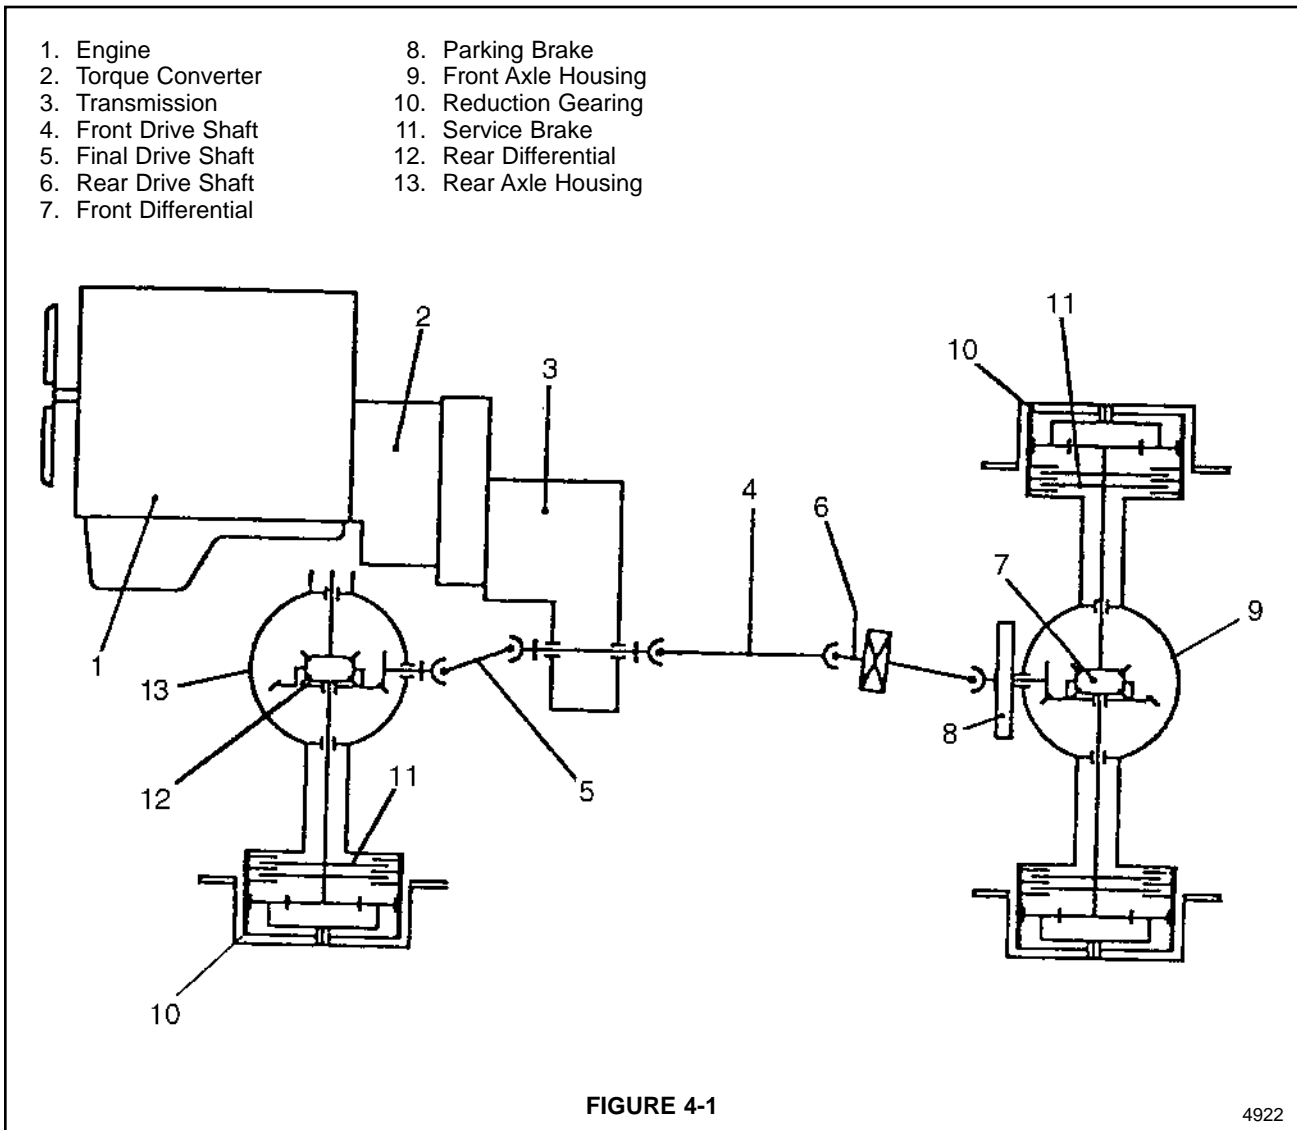 1. Engine
2. Torque Converter
3. Transmission
4. Front Drive Shaft
5. Final Drive Shaft
6. Rear Drive Shaft
7. Front Differential
8. Parking Brake
9. Front Axle Housing
10. Reduction Gearing
11. Service Brake
12. Rear Differential
13. Rear Axle Housing
11
2
10
3
4
6
7
9
1
13
8
12
11
5
10
FIGURE 4-1
4922